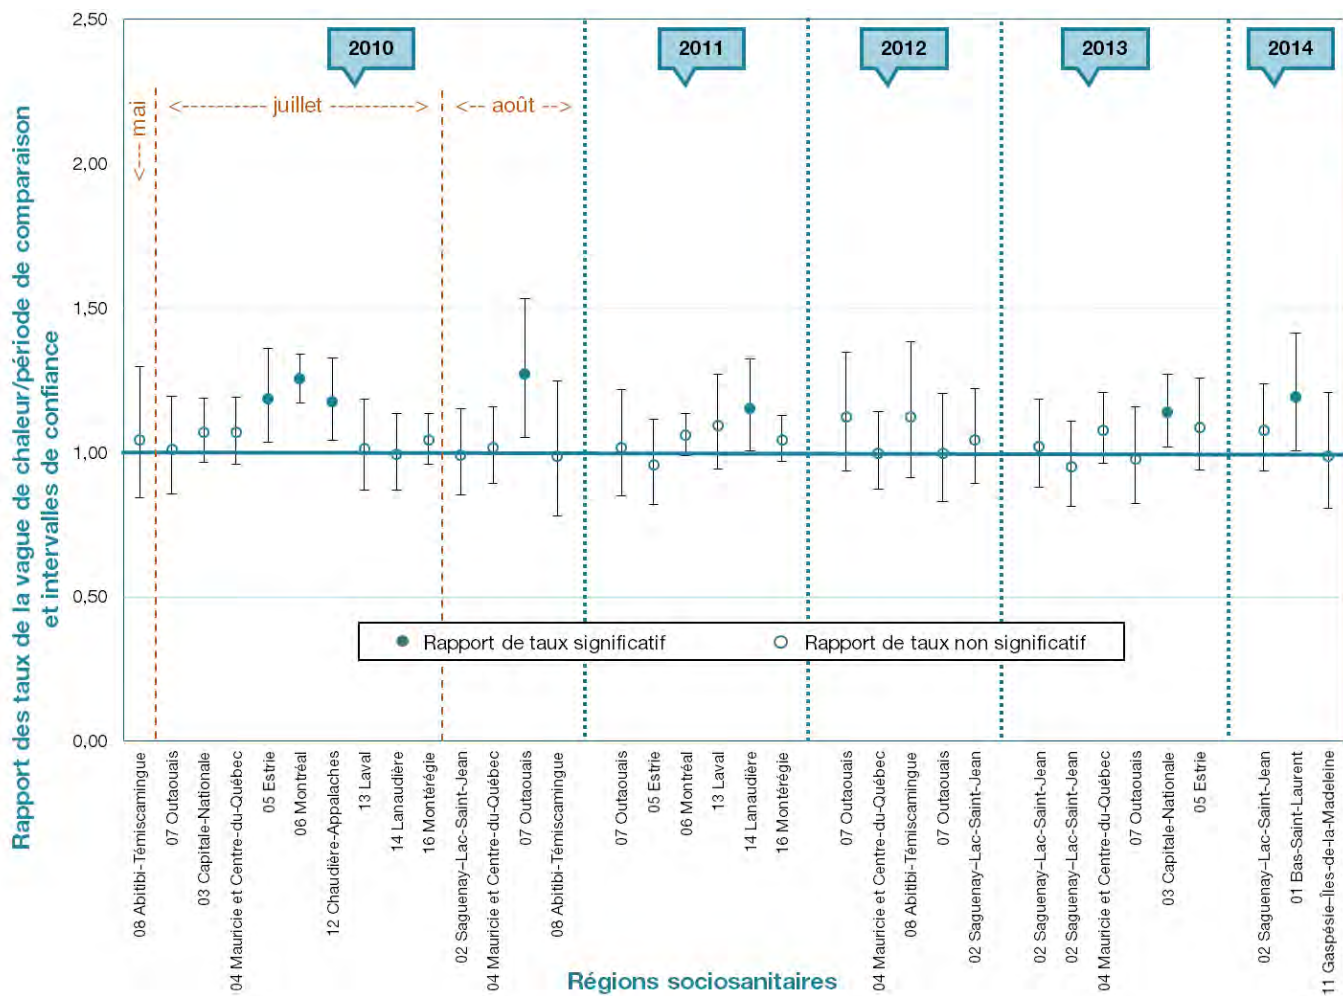 Rapport des taux de la vague de chaleur/période de comparaison
et intervalles de confiance
2,50
2,00
1,50
1,00
0,50
0,00
2010
2011
2012
2013
2014
<---- mai
<----------- juillet ----------->
<-- août -->
Rapport de taux significatif
Rapport de taux non significatif
08 Abitibi-Témiscamingue
07 Outaouais
03 Capitale-Nationale
04 Mauricie et Centre-du-Québec
05 Estrie
06 Montréal
12 Chaudière-Appalaches
13 Laval
14 Lanaudière
16 Montérégie
02 Saguenay–Lac-Saint-Jean
04 Mauricie et Centre-du-Québec
07 Outaouais
08 Abitibi-Témiscamingue
07 Outaouais
05 Estrie
06 Montréal
13 Laval
14 Lanaudière
16 Montérégie
07 Outaouais
04 Mauricie et Centre-du-Québec
08 Abitibi-Témiscamingue
07 Outaouais
02 Saguenay–Lac-Saint-Jean
02 Saguenay–Lac-Saint-Jean
02 Saguenay–Lac-Saint-Jean
04 Mauricie et Centre-du-Québec
07 Outaouais
03 Capitale-Nationale
05 Estrie
02 Saguenay–Lac-Saint-Jean
01 Bas-Saint-Laurent
11 Gaspésie–Îles-de-la-Madeleine
Régions sociosanitaires